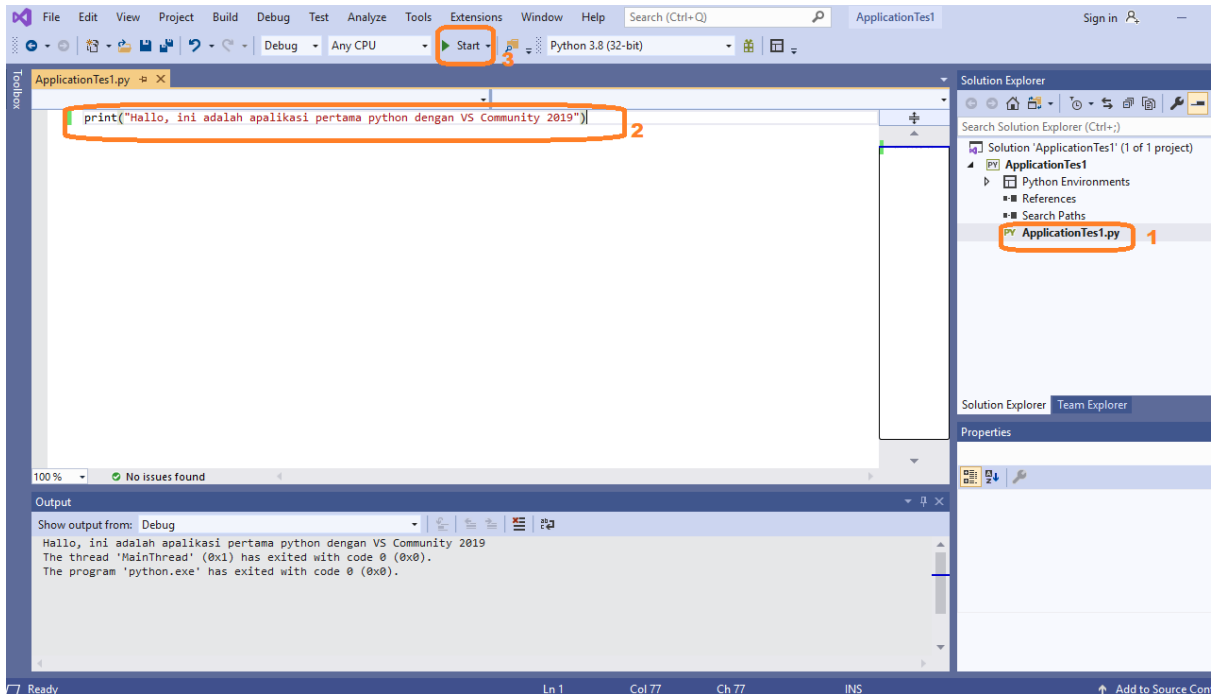 File Edit View Project Build Debug Test Analyze Tools Extensions Window Help Search (Ctrl+Q) ApplicationTes1 Sign in
Debug Any CPU Start Python 3.8 (32-bit)
3
Toolbox
ApplicationTes1.py
print("Hallo, ini adalah apalikasi pertama python dengan VS Community 2019")
2
Solution Explorer
Search Solution Explorer (Ctrl+;)
Solution 'ApplicationTes1' (1 of 1 project)
PY ApplicationTes1
Python Environments
References
Search Paths
PY ApplicationTes1.py 1
Solution Explorer Team Explorer
Properties
100 % No issues found
Output
Show output from: Debug
Hallo, ini adalah apalikasi pertama python dengan VS Community 2019
The thread 'MainThread' (0x1) has exited with code 0 (0x0).
The program 'python.exe' has exited with code 0 (0x0).
Ready Ln 1 Col 77 Ch 77 INS Add to Source Con